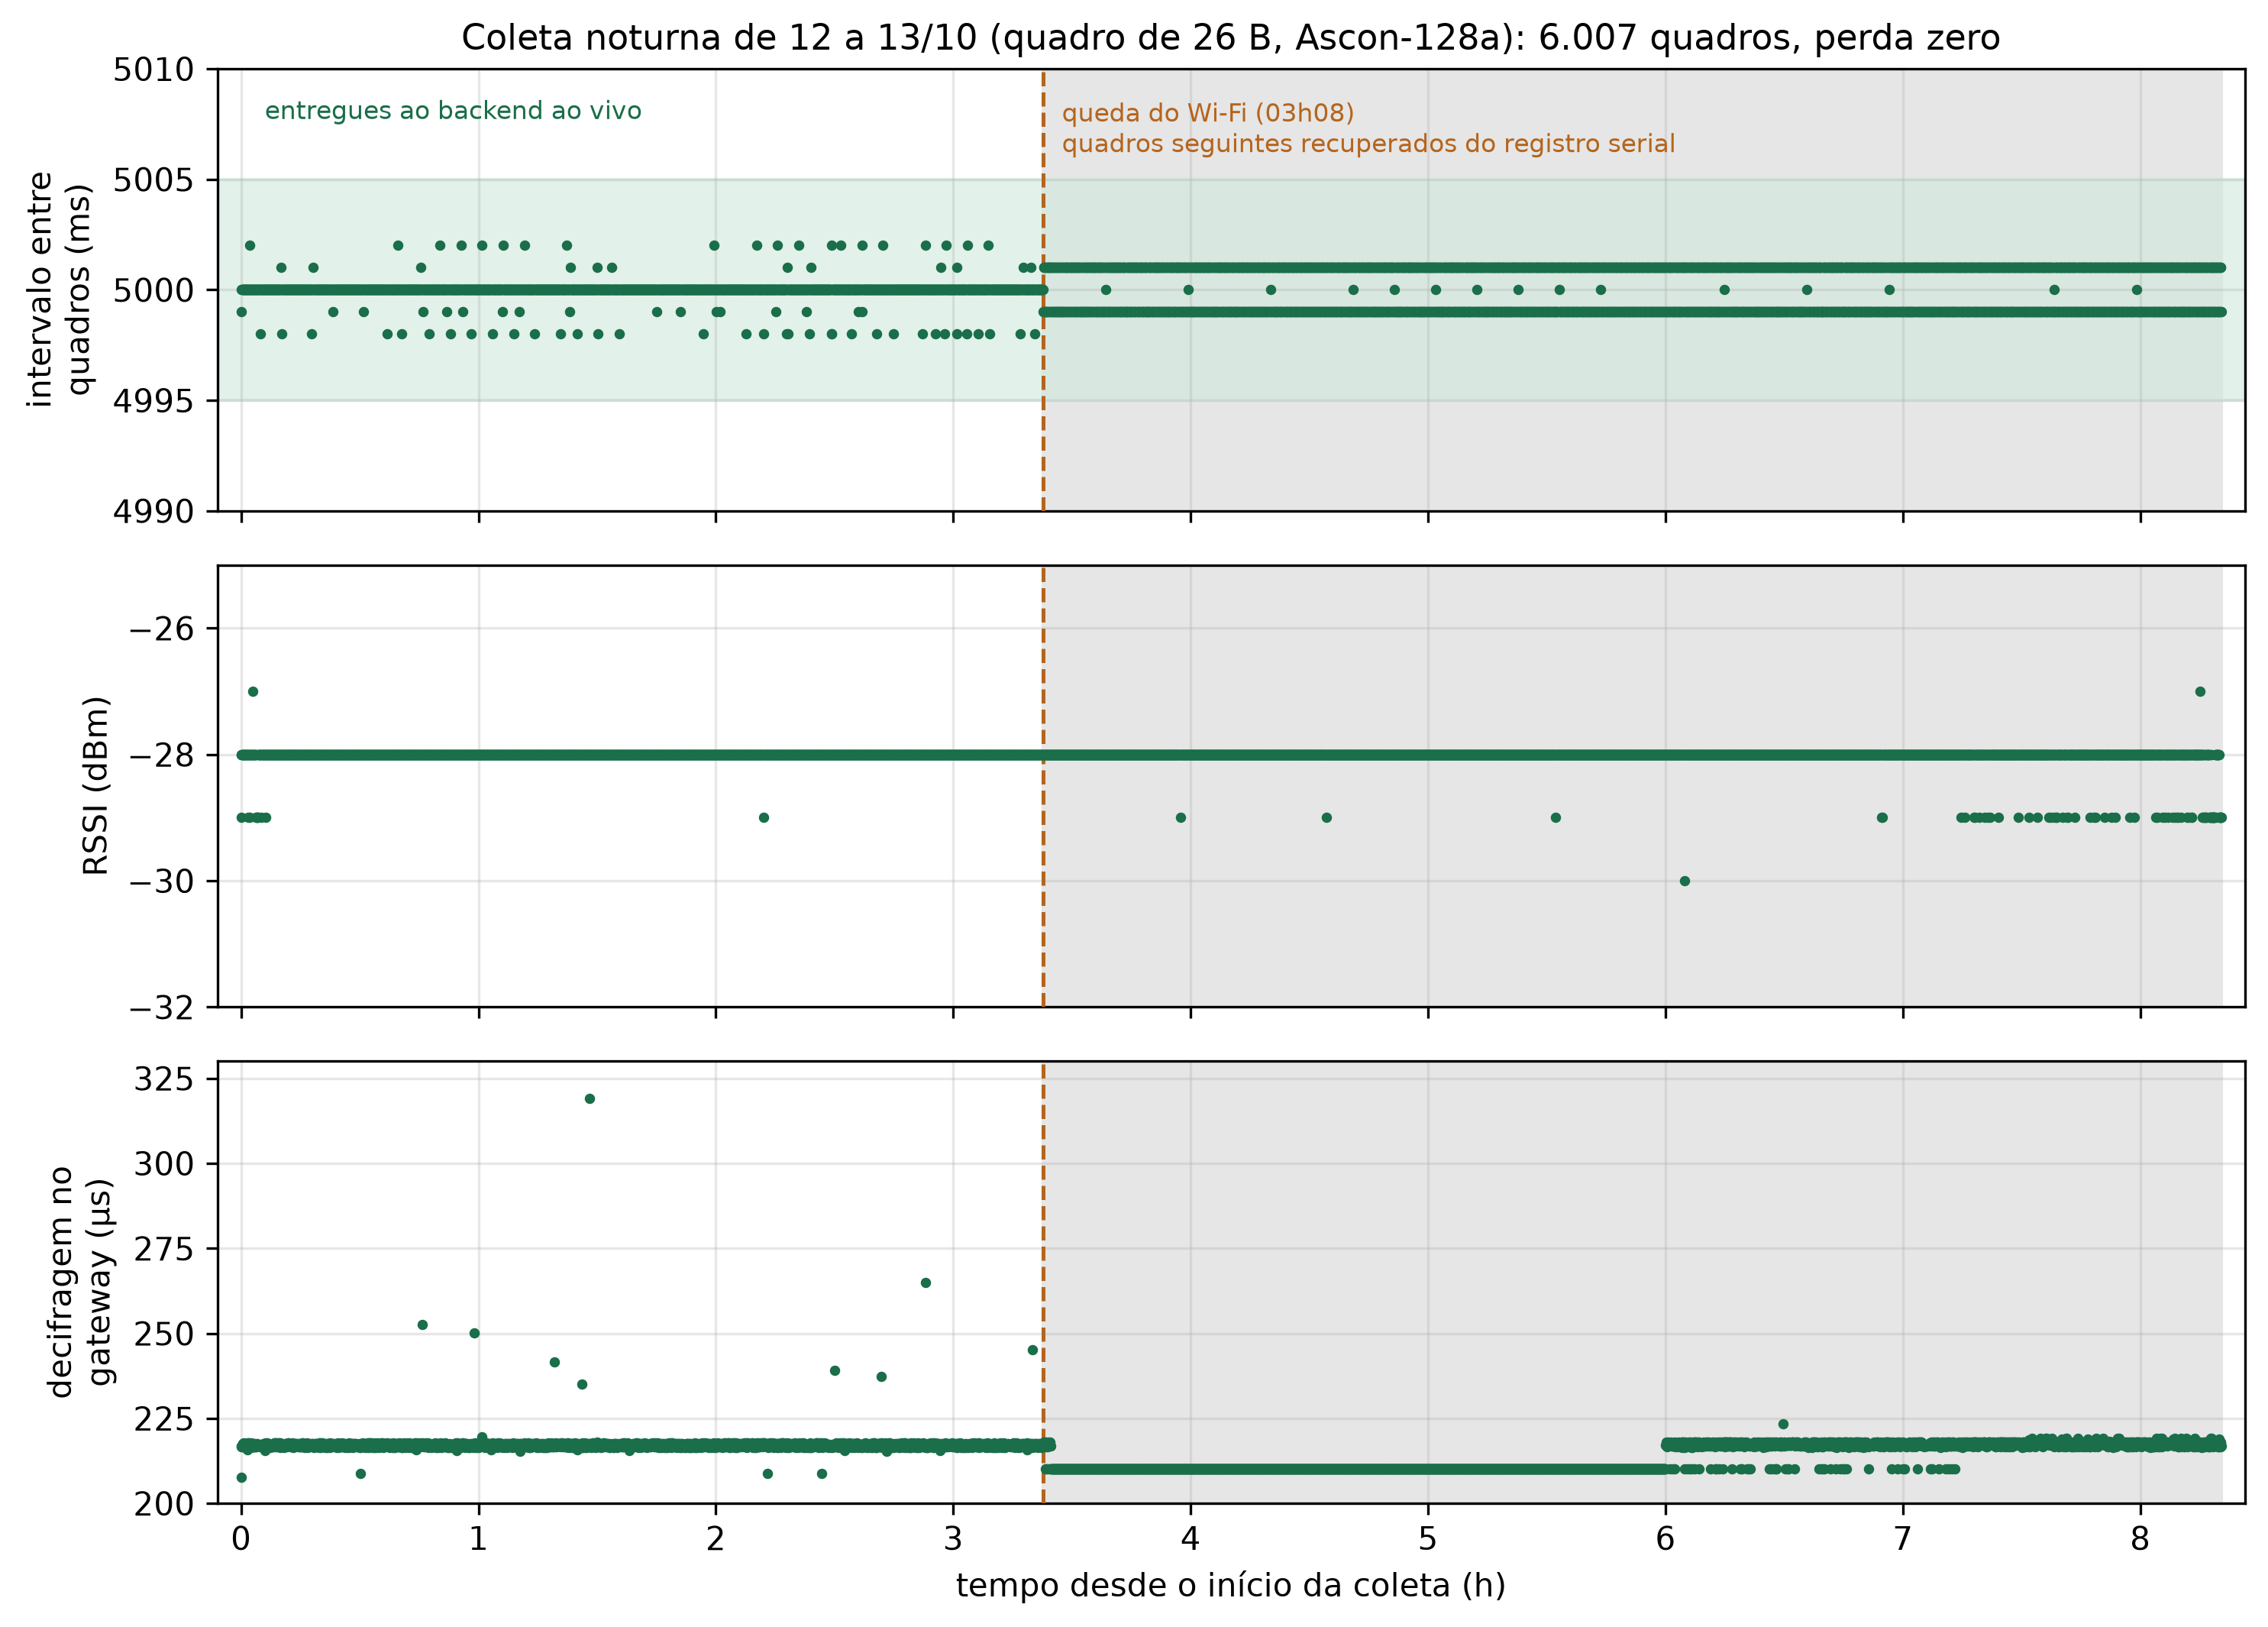 Coleta noturna de 12 a 13/10 (quadro de 26 B, Ascon-128a): 6.007 quadros, perda zero
intervalo entre
quadros (ms)
5010
5005
5000
4995
4990
entregues ao backend ao vivo
queda do Wi-Fi (03h08)
quadros seguintes recuperados do registro serial
RSSI (dBm)
−26
−28
−30
−32
decifragem no
gateway (µs)
325
300
275
250
225
200
0 1 2 3 4 5 6 7 8
tempo desde o início da coleta (h)